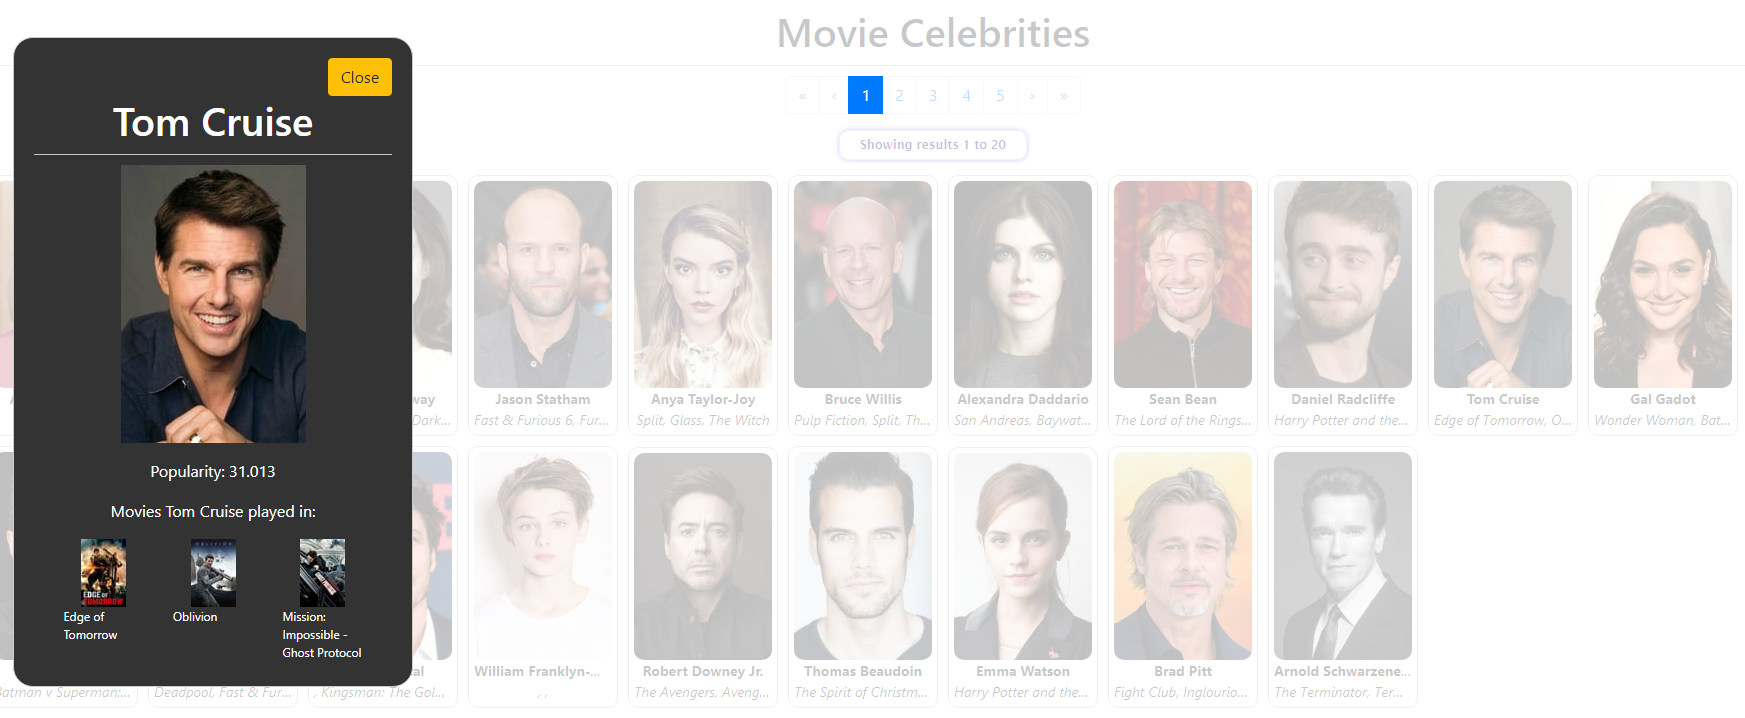 Movie Celebrities
« ‹ 1 2 3 4 5 › »
Showing results 1 to 20
Close
Tom Cruise
Popularity: 31.013
Movies Tom Cruise played in:
EDGE OF
TOMORROW
OBLIVION
Edge of
Tomorrow
Oblivion
Mission:
Impossible -
Ghost Protocol
A
way
Jason Statham
Anya Taylor-Joy
Bruce Willis
Alexandra Daddario
Sean Bean
Daniel Radcliffe
Tom Cruise
Gal Gadot
Dark...
Fast & Furious 6, Fur...
Split, Glass, The Witch
Pulp Fiction, Split, Th...
San Andreas, Baywat...
The Lord of the Rings...
Harry Potter and the...
Edge of Tomorrow, O...
Wonder Woman, Bat...
al
William Franklyn-...
Robert Downey Jr.
Thomas Beaudoin
Emma Watson
Brad Pitt
Arnold Schwarzene...
Batman v Superman:...
Deadpool, Fast & Fur...
, Kingsman: The Gol...
, ,
The Avengers, Aveng...
The Spirit of Christm...
Harry Potter and the...
Fight Club, Inglourio...
The Terminator, Ter...